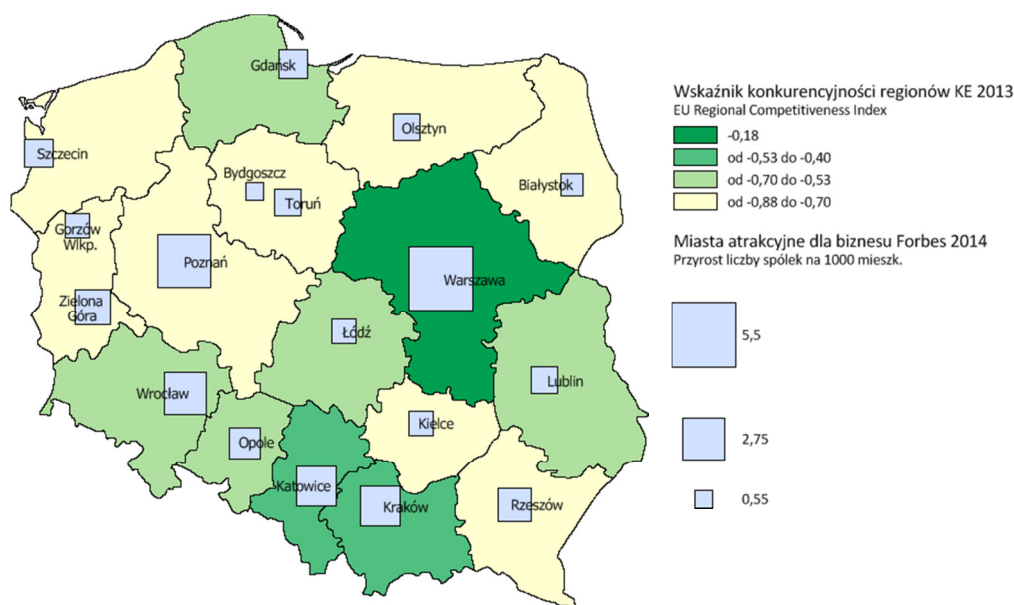 Gdańsk
Olsztyn
Szczecin
Bydgoszcz
Białystok
Toruń
Gorzów
Wlkp.
Poznań
Warszawa
Zielona
Góra
Łódź
Wrocław
Lublin
Kielce
Opole
Katowice
Kraków
Rzeszów
Wskaźnik konkurencyjności regionów KE 2013
EU Regional Competitiveness Index
-0,18
od -0,53 do -0,40
od -0,70 do -0,53
od -0,88 do -0,70
Miasta atrakcyjne dla biznesu Forbes 2014
Przyrost liczby spólek na 1000 mieszk.
5,5
2,75
0,55